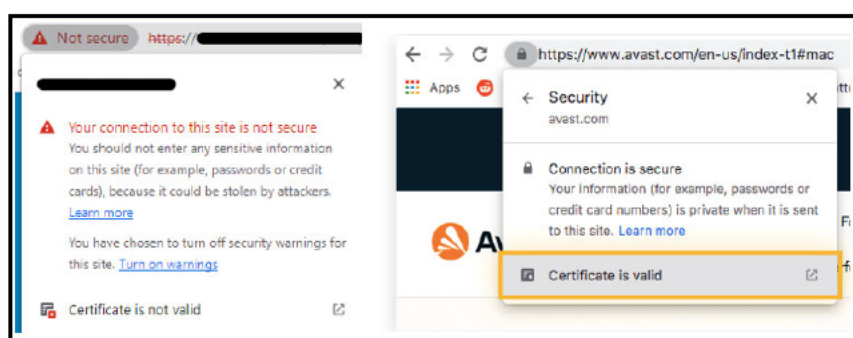 Not secure https://
Your connection to this site is not secure
You should not enter any sensitive information
on this site (for example, passwords or credit
cards), because it could be stolen by attackers.
Learn more
You have chosen to turn off security warnings for
this site. Turn on warnings
Certificate is not valid
https://www.avast.com/en-us/index-t1#mac
Apps
Security
avast.com
Connection is secure
Your information (for example, passwords or
credit card numbers) is private when it is sent
to this site. Learn more
Certificate is valid